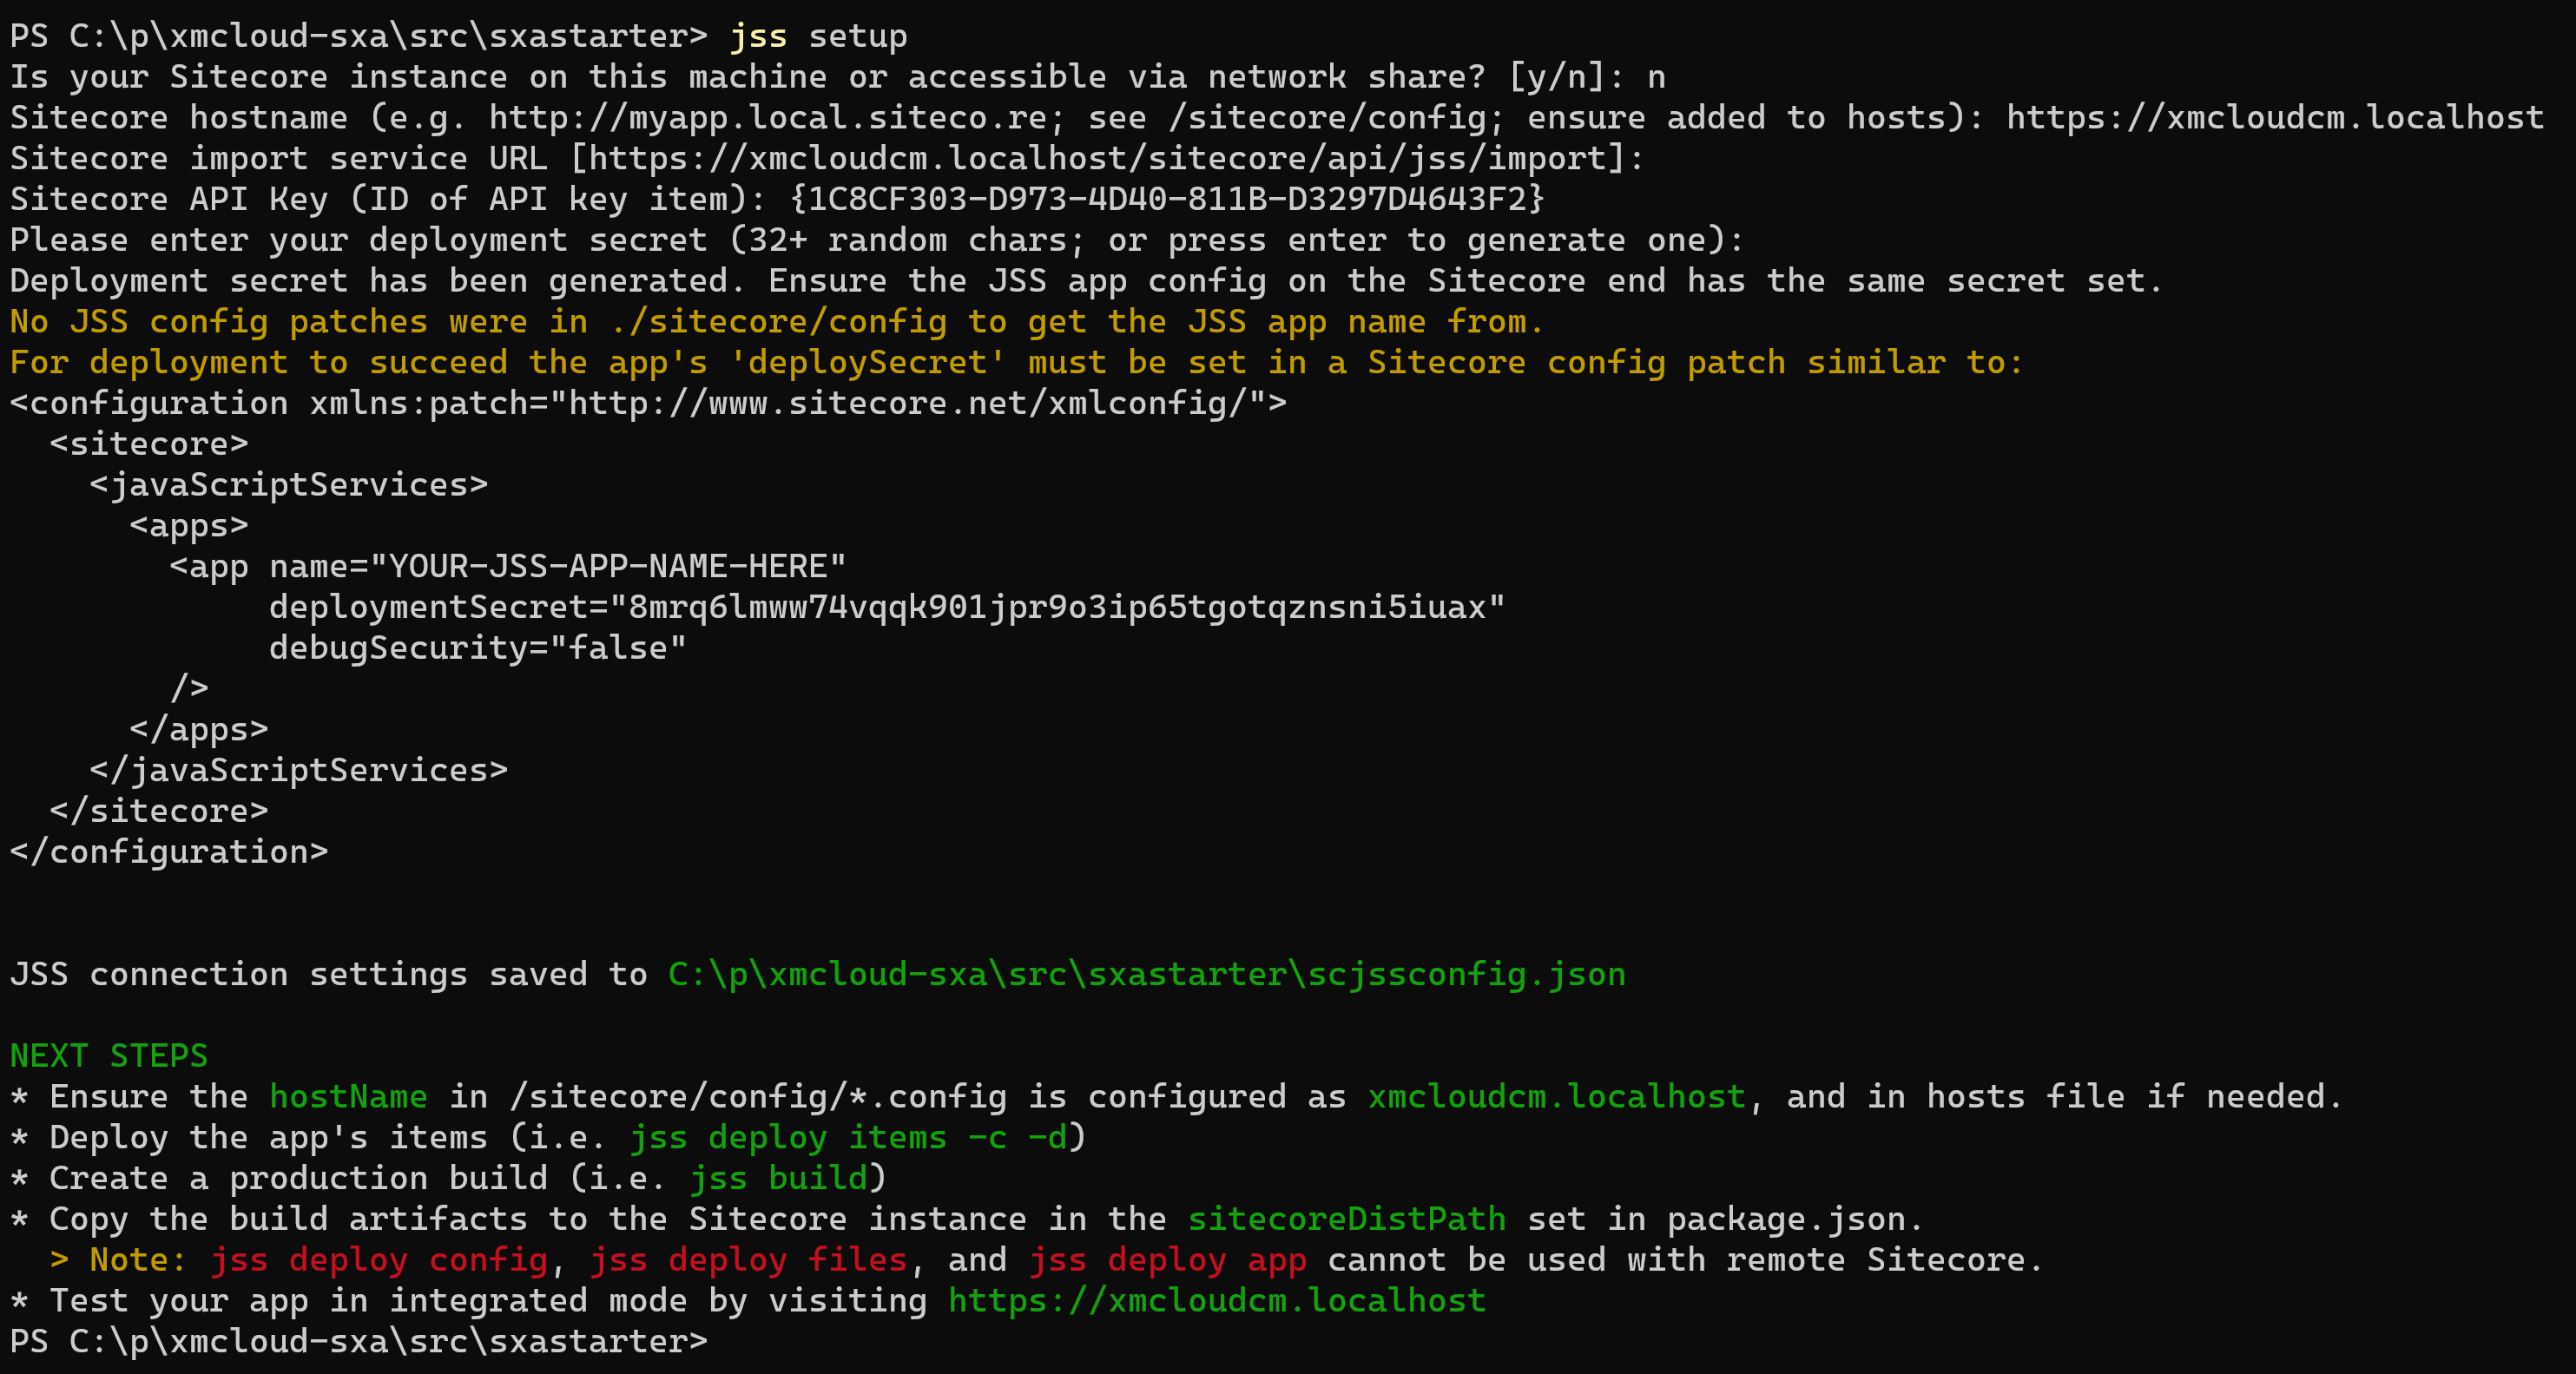 PS C:\p\xmcloud-sxa\src\sxastarter> jss setup
Is your Sitecore instance on this machine or accessible via network share? [y/n]: n
Sitecore hostname (e.g. http://myapp.local.siteco.re; see /sitecore/config; ensure added to hosts): https://xmcloudcm.localhost
Sitecore import service URL [https://xmcloudcm.localhost/sitecore/api/jss/import]:
Sitecore API Key (ID of API key item): {1C8CF303-D973-4D40-811B-D3297D4643F2}
Please enter your deployment secret (32+ random chars; or press enter to generate one):
Deployment secret has been generated. Ensure the JSS app config on the Sitecore end has the same secret set.
No JSS config patches were in ./sitecore/config to get the JSS app name from.
For deployment to succeed the app's 'deploySecret' must be set in a Sitecore config patch similar to:
<configuration xmlns:patch="http://www.sitecore.net/xmlconfig/">
  <sitecore>
    <javaScriptServices>
      <apps>
        <app name="YOUR-JSS-APP-NAME-HERE"
             deploymentSecret="8mrq6lmww74vqqk901jpr9o3ip65tgotqznsni5iuax"
             debugSecurity="false"
        />
      </apps>
    </javaScriptServices>
  </sitecore>
</configuration>
JSS connection settings saved to C:\p\xmcloud-sxa\src\sxastarter\scjssconfig.json
NEXT STEPS
* Ensure the hostName in /sitecore/config/*.config is configured as xmcloudcm.localhost, and in hosts file if needed.
* Deploy the app's items (i.e. jss deploy items -c -d)
* Create a production build (i.e. jss build)
* Copy the build artifacts to the Sitecore instance in the sitecoreDistPath set in package.json.
  > Note: jss deploy config, jss deploy files, and jss deploy app cannot be used with remote Sitecore.
* Test your app in integrated mode by visiting https://xmcloudcm.localhost
PS C:\p\xmcloud-sxa\src\sxastarter>